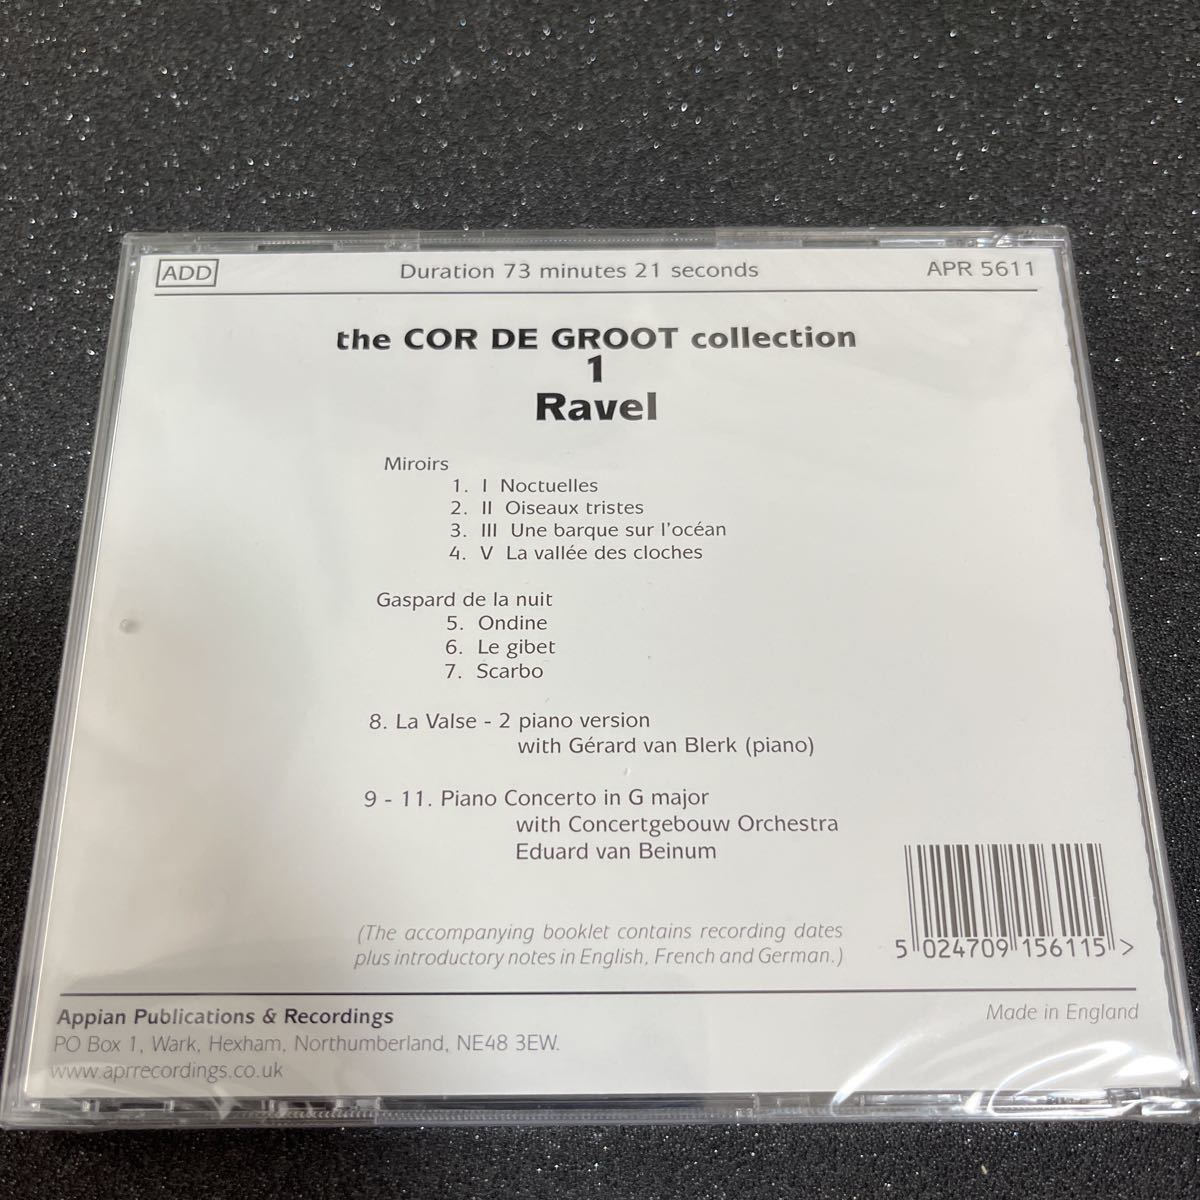 ADD Duration 73 minutes 21 seconds APR 5611
the COR DE GROOT collection
1
Ravel
Miroirs
1. I Noctuelles
2. II Oiseaux tristes
3. III Une barque sur l'océan
4. V La vallée des cloches
Gaspard de la nuit
5. Ondine
6. Le gibet
7. Scarbo
8. La Valse - 2 piano version
with Gérard van Blerk (piano)
9 - 11. Piano Concerto in G major
with Concertgebouw Orchestra
Eduard van Beinum
(The accompanying booklet contains recording dates
plus introductory notes in English, French and German.)
5 024709 156115 >
Appian Publications & Recordings
PO Box 1, Wark, Hexham, Northumberland, NE48 3EW.
www.aprrecordings.co.uk
Made in England